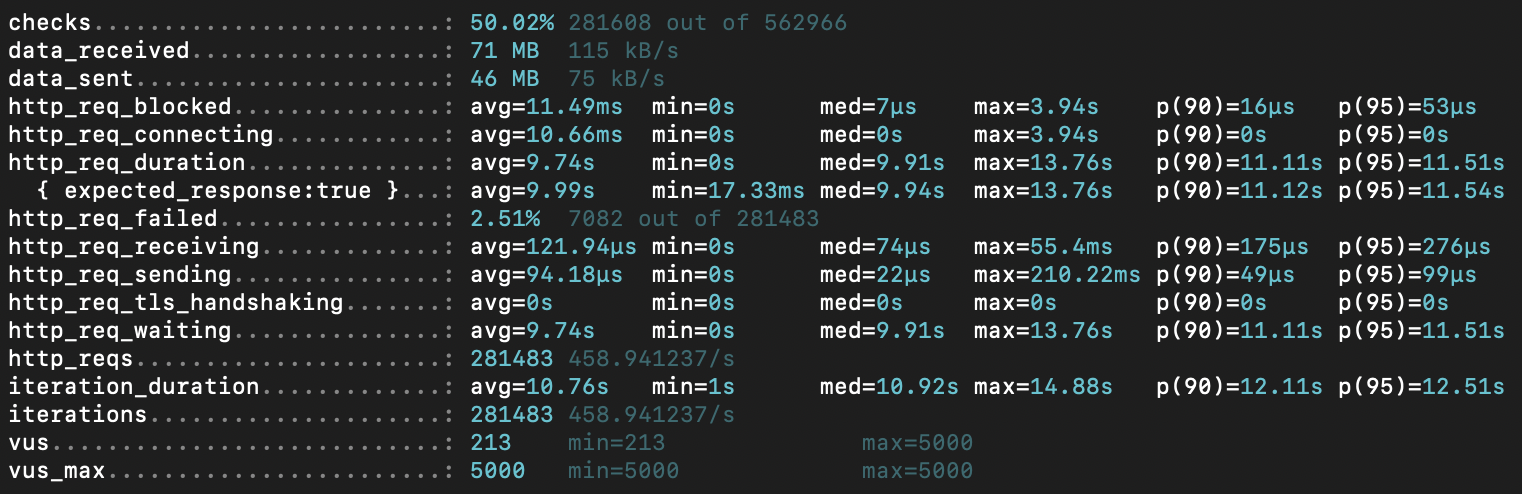 checks.........................: 50.02% 281608 out of 562966
data_received..................: 71 MB  115 kB/s
data_sent......................: 46 MB  75 kB/s
http_req_blocked...............: avg=11.49ms  min=0s      med=7µs    max=3.94s    p(90)=16µs   p(95)=53µs
http_req_connecting............: avg=10.66ms  min=0s      med=0s     max=3.94s    p(90)=0s     p(95)=0s
http_req_duration..............: avg=9.74s    min=0s      med=9.91s  max=13.76s   p(90)=11.11s p(95)=11.51s
  { expected_response:true }...: avg=9.99s    min=17.33ms med=9.94s  max=13.76s   p(90)=11.12s p(95)=11.54s
http_req_failed................: 2.51%  7082 out of 281483
http_req_receiving.............: avg=121.94µs min=0s      med=74µs   max=55.4ms   p(90)=175µs  p(95)=276µs
http_req_sending...............: avg=94.18µs  min=0s      med=22µs   max=210.22ms p(90)=49µs   p(95)=99µs
http_req_tls_handshaking.......: avg=0s       min=0s      med=0s     max=0s       p(90)=0s     p(95)=0s
http_req_waiting...............: avg=9.74s    min=0s      med=9.91s  max=13.76s   p(90)=11.11s p(95)=11.51s
http_reqs......................: 281483 458.941237/s
iteration_duration.............: avg=10.76s   min=1s      med=10.92s max=14.88s   p(90)=12.11s p(95)=12.51s
iterations.....................: 281483 458.941237/s
vus............................: 213    min=213              max=5000
vus_max........................: 5000   min=5000             max=5000